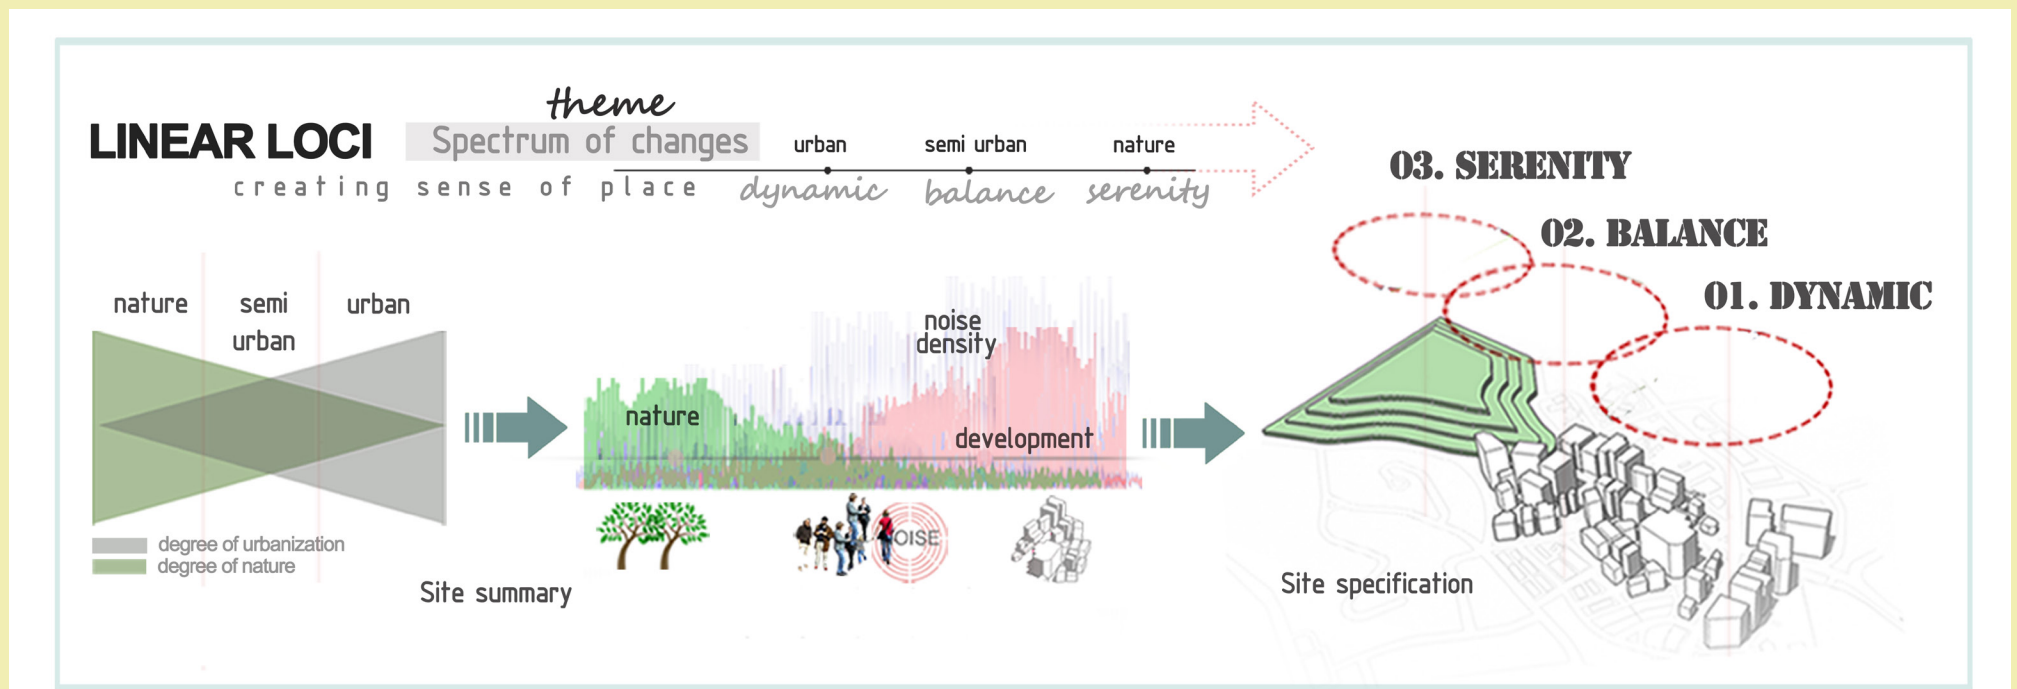 theme
LINEAR LOCI
Spectrum of changes
creating sense of place
urban
semi urban
nature
dynamic
balance
serenity
03. SERENITY
02. BALANCE
01. DYNAMIC
nature
semi
urban
urban
degree of urbanization
degree of nature
Site summary
noise
density
nature
development
OISE
Site specification